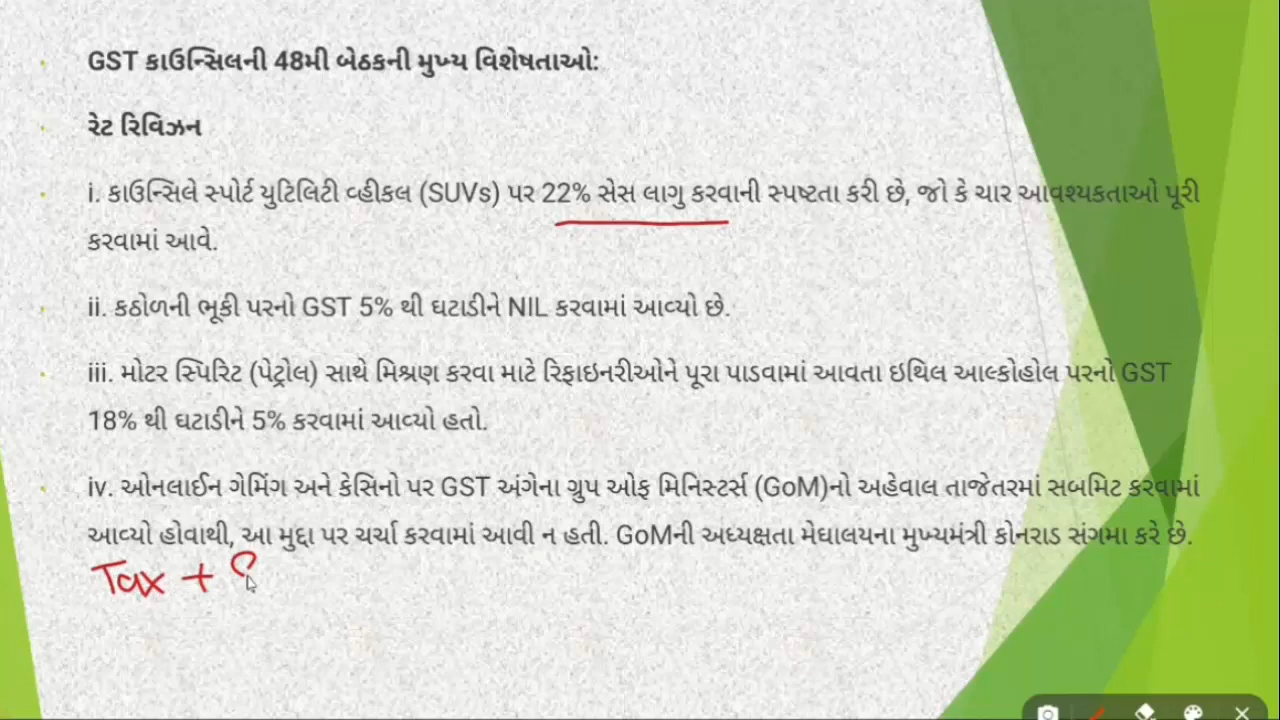 GST કાઉન્સિલની 48મી બેઠકની મુખ્ય વિશેષતાઓ:
રેટ રિવિઝન
i. કાઉન્સિલે સ્પોર્ટ યુટિલિટી વ્હીકલ (SUVs) પર 22% સેસ લાગુ કરવાની સ્પષ્ટતા કરી છે, જો કે ચાર આવશ્યકતાઓ પૂરી
કરવામાં આવે.
ii. કઠોળની ભૂકી પરનો GST 5% થી ઘટાડીને NIL કરવામાં આવ્યો છે.
iii. મોટર સ્પિરિટ (પેટ્રોલ) સાથે મિશ્રણ કરવા માટે રિફાઇનરીઓને પૂરા પાડવામાં આવતા ઇથિલ આલ્કોહોલ પરનો GST
18% થી ઘટાડીને 5% કરવામાં આવ્યો હતો.
iv. ઓનલાઈન ગેમિંગ અને કેસિનો પર GST અંગેના ગ્રુપ ઓફ મિનિસ્ટર્સ (GoM)નો અહેવાલ તાજેતરમાં સબમિટ કરવામાં
આવ્યો હોવાથી, આ મુદ્દા પર ચર્ચા કરવામાં આવી ન હતી. GoMની અધ્યક્ષતા મેઘાલયના મુખ્યમંત્રી કોનરાડ સંગમા કરે છે.
Tax +